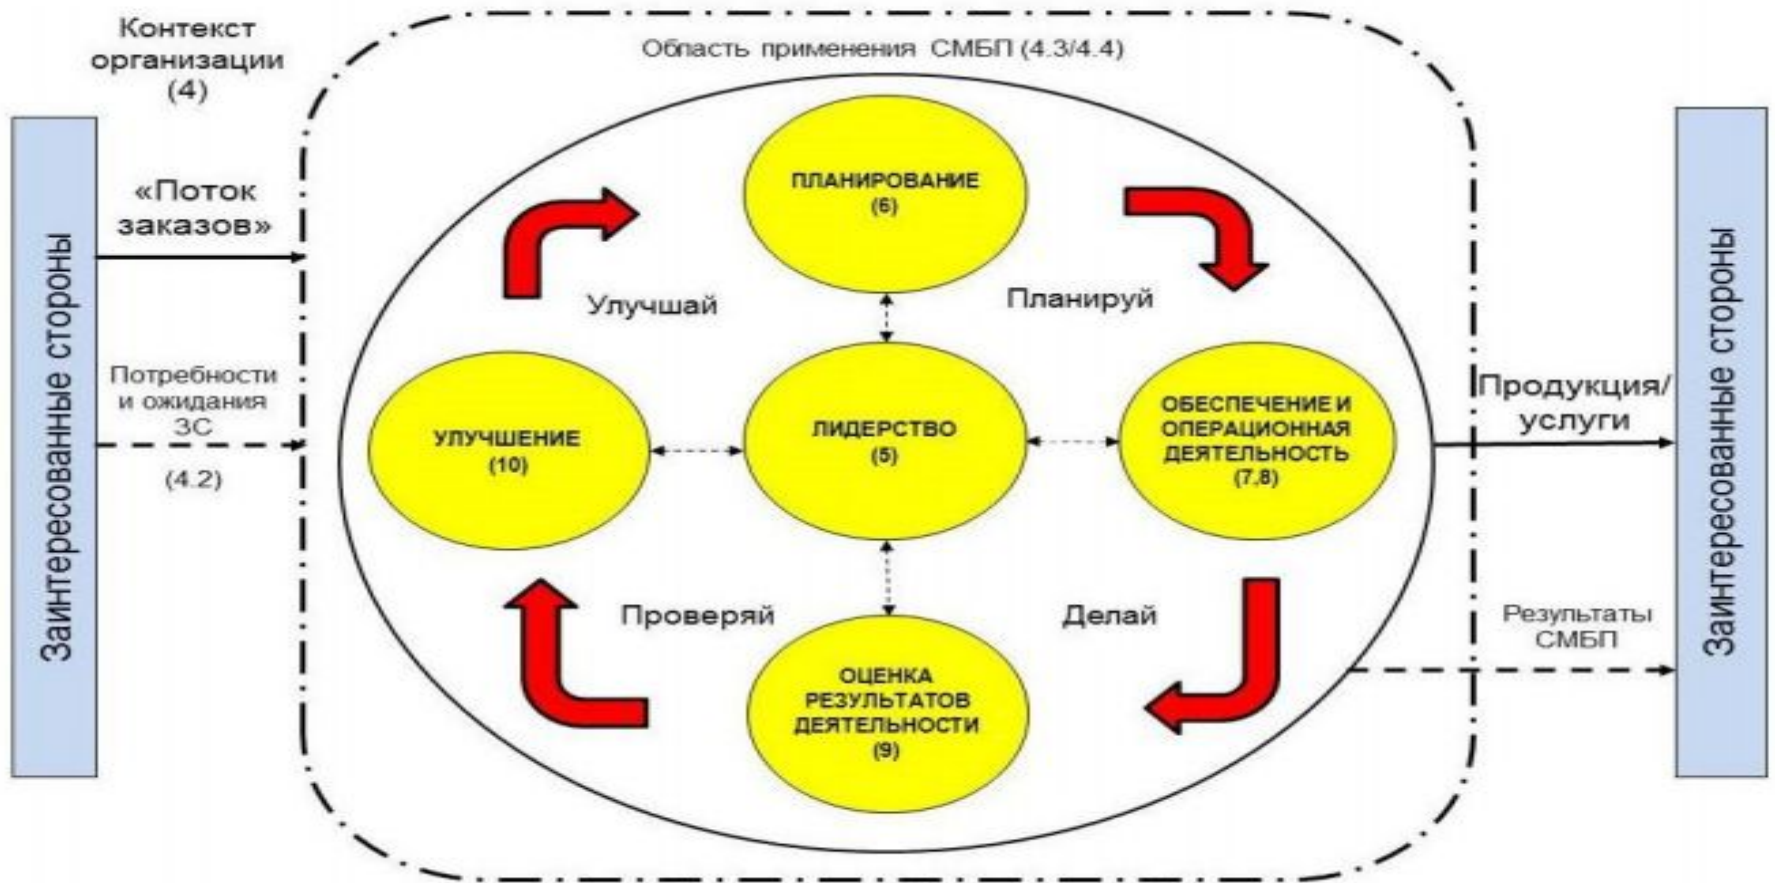 Контекст
организации
(4)
Область применения СМБП (4.3/4.4)
Заинтересованные стороны
«Поток
заказов»
Потребности
и ожидания
ЗС
(4.2)
ПЛАНИРОВАНИЕ
(6)
Улучшай
Планируй
УЛУЧШЕНИЕ
(10)
ЛИДЕРСТВО
(5)
ОБЕСПЕЧЕНИЕ И
ОПЕРАЦИОННАЯ
ДЕЯТЕЛЬНОСТЬ
(7,8)
Проверяй
Делай
ОЦЕНКА
РЕЗУЛЬТАТОВ
ДЕЯТЕЛЬНОСТИ
(9)
Продукция/
услуги
Результаты
СМБП
Заинтересованные стороны